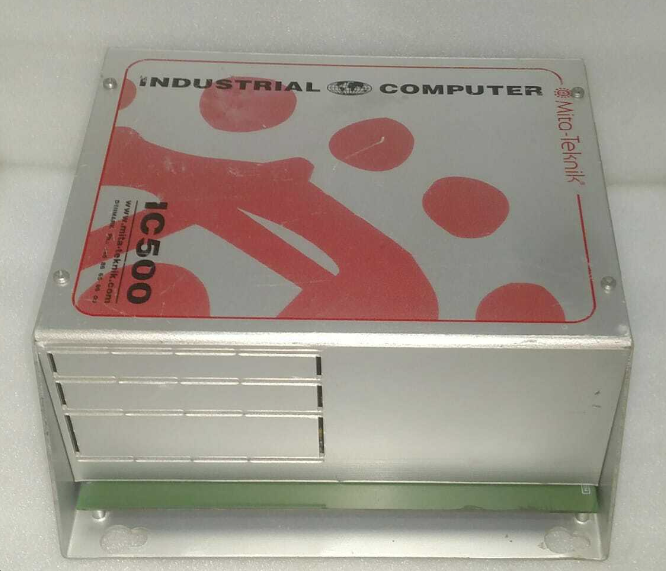 INDUSTRIAL COMPUTER
Mita-Teknik®
IC500
www.mita-teknik.com